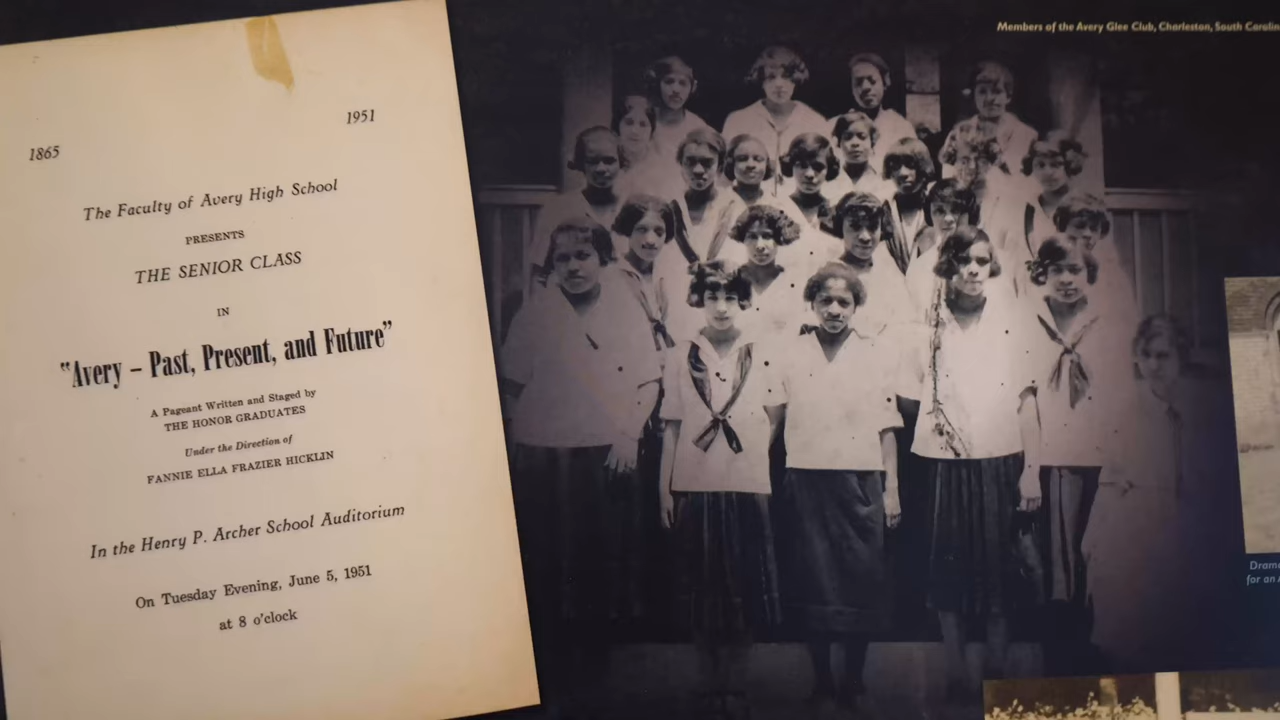 1865
1951
The Faculty of Avery High School
PRESENTS
THE SENIOR CLASS
IN
"Avery – Past, Present, and Future"
A Pageant Written and Staged by
THE HONOR GRADUATES
Under the Direction of
FANNIE ELLA FRAZIER HICKLIN
In the Henry P. Archer School Auditorium
On Tuesday Evening, June 5, 1951
at 8 o'clock
Members of the Avery Glee Club, Charleston, South
for an